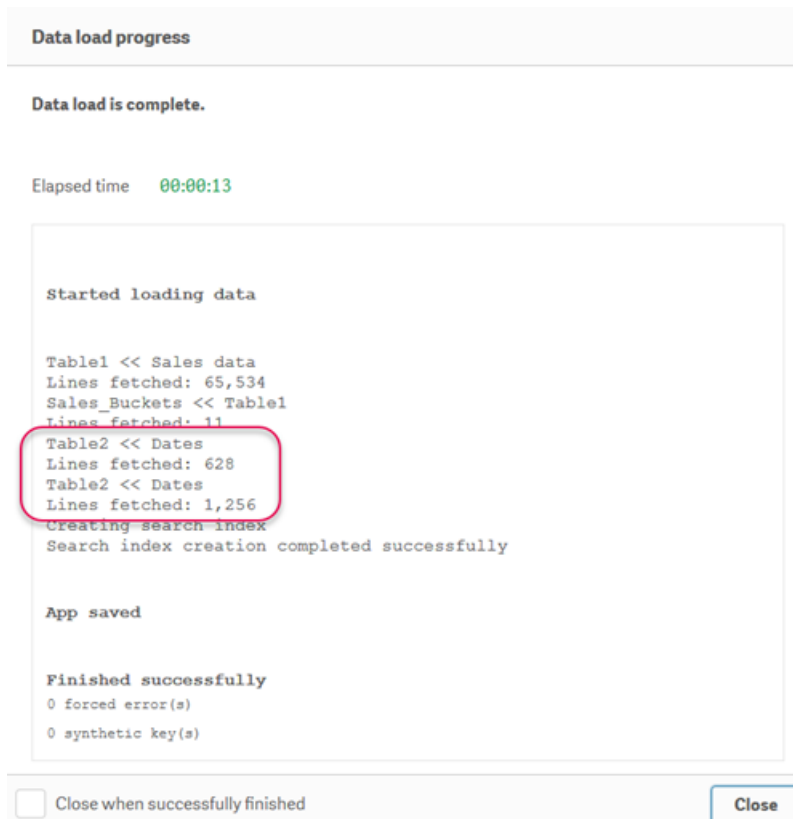 Data load progress
Data load is complete.
Elapsed time 00:00:13
Started loading data
Table1 << Sales data
Lines fetched: 65,534
Sales_Buckets << Table1
Lines fetched: 11
Table2 << Dates
Lines fetched: 628
Table2 << Dates
Lines fetched: 1,256
Creating search index
Search index creation completed successfully
App saved
Finished successfully
0 forced error(s)
0 synthetic key(s)
Close when successfully finished
Close